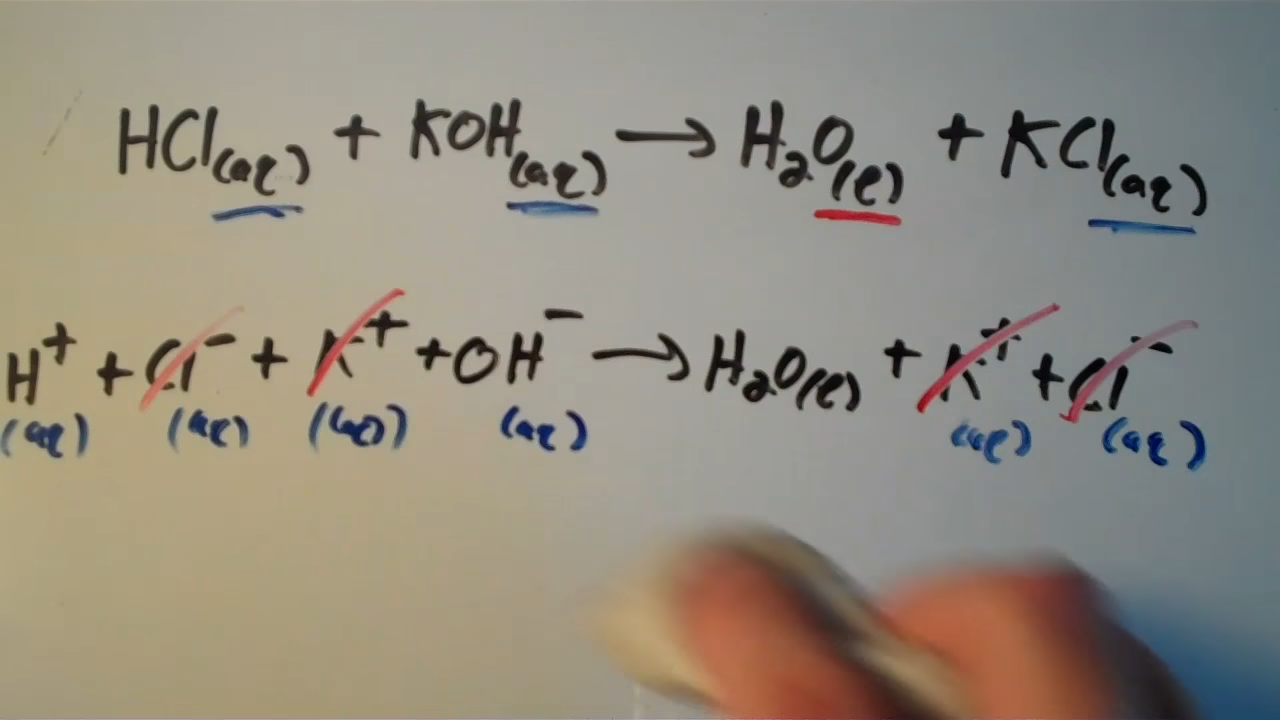 HCl(aq) + KOH(aq) → H₂O(l) + KCl(aq)
H⁺ + Cl⁻ + K⁺ + OH⁻ → H₂O(l) + K⁺ + Cl⁻
(aq) (aq) (aq) (aq) (aq) (aq)